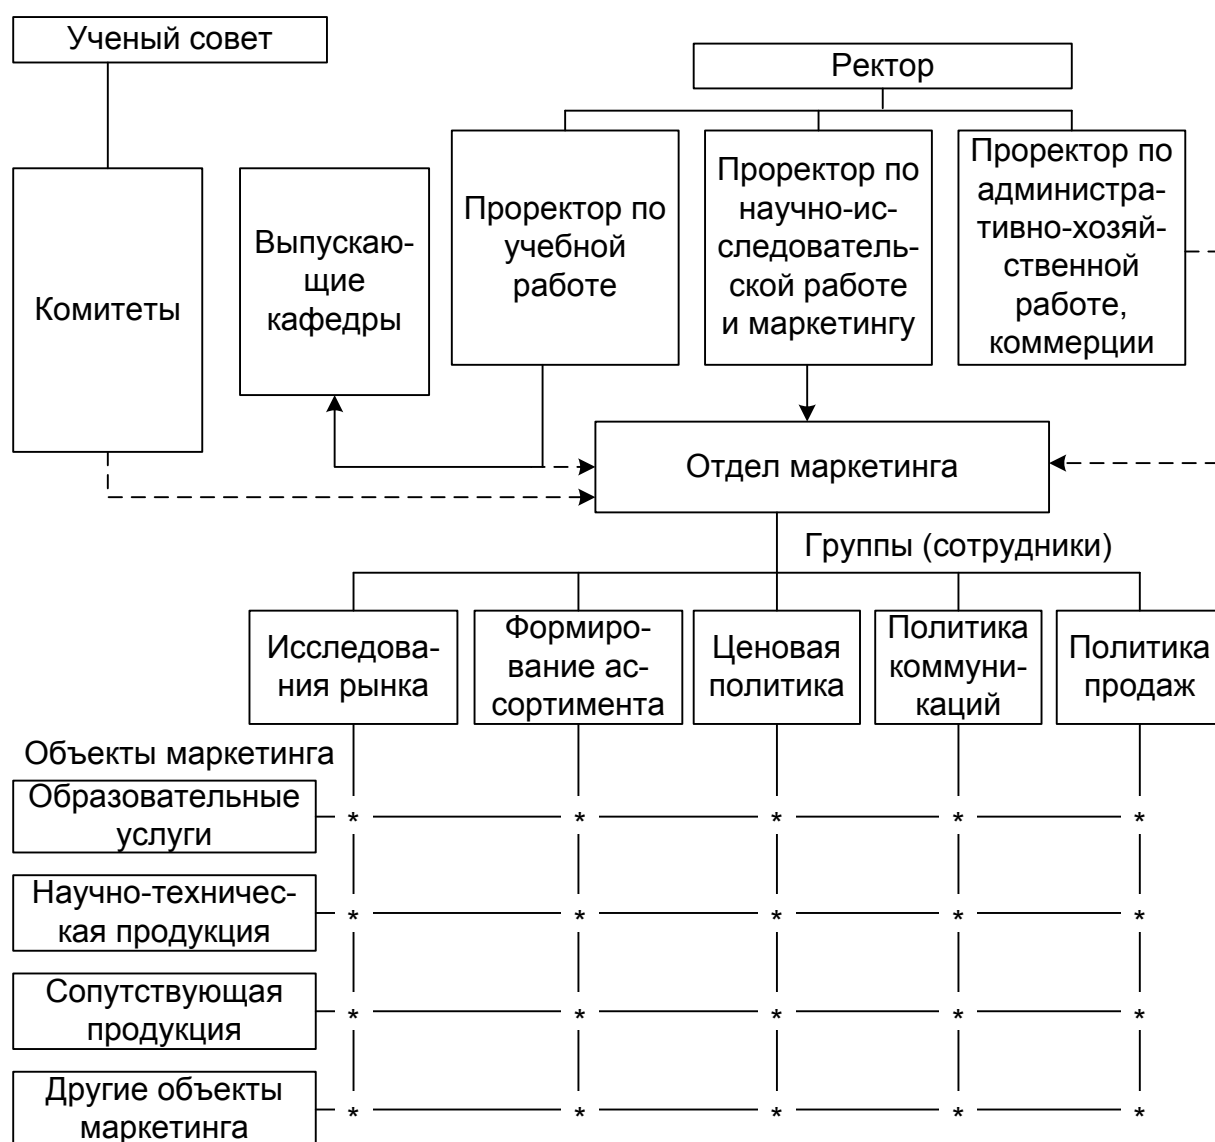 Ученый совет
Ректор
Комитеты
Выпускаю-
щие
кафедры
Проректор по
учебной
работе
Проректор по
научно-ис-
следователь-
ской работе
и маркетингу
Проректор по
администра-
тивно-хозяй-
ственной
работе,
коммерции
Отдел маркетинга
Группы (сотрудники)
Исследова-
ния рынка
Формиро-
вание ас-
сортимента
Ценовая
политика
Политика
коммуни-
каций
Политика
продаж
Объекты маркетинга
Образовательные
услуги
* * * * *
Научно-техничес-
кая продукция
* * * * *
Сопутствующая
продукция
* * * * *
Другие объекты
маркетинга
* * * * *